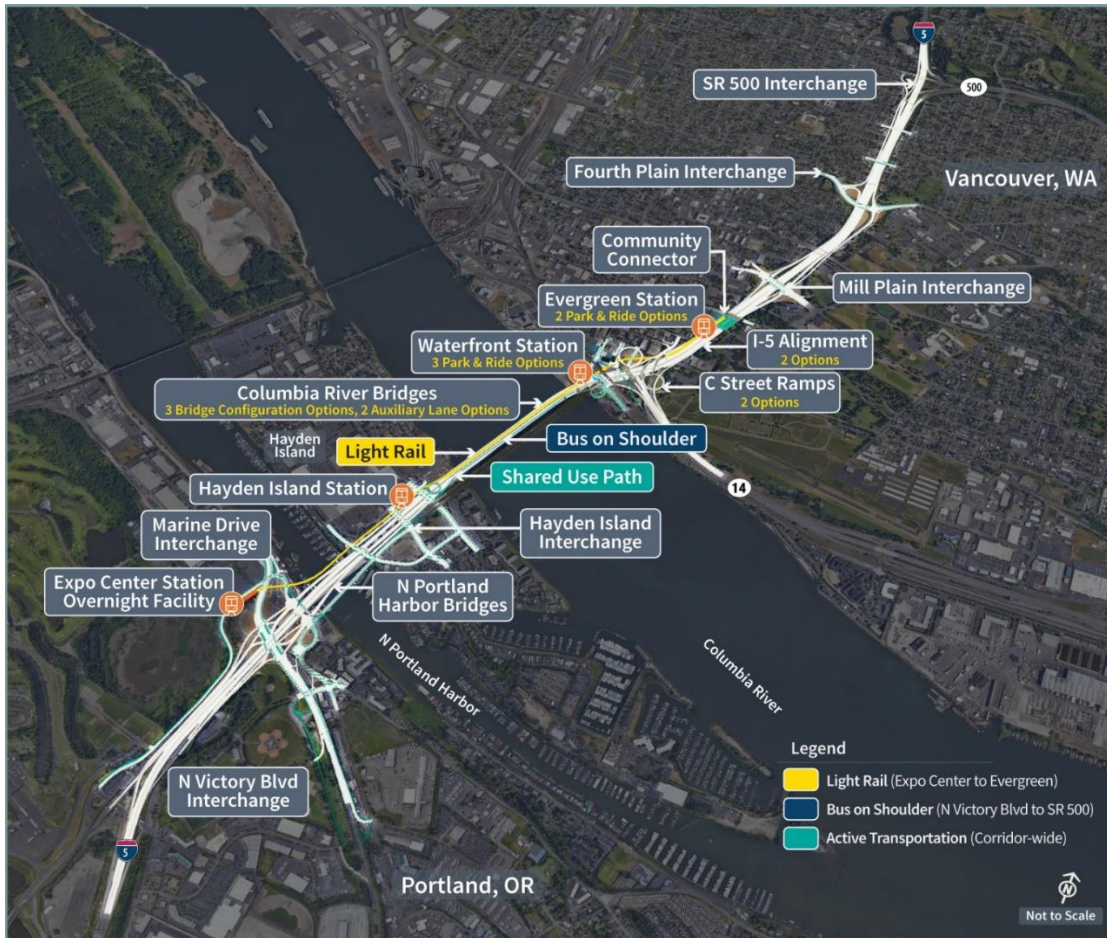 5
SR 500 Interchange
500
Fourth Plain Interchange
Vancouver, WA
Community
Connector
Mill Plain Interchange
Evergreen Station
2 Park & Ride Options
I-5 Alignment
2 Options
Waterfront Station
3 Park & Ride Options
C Street Ramps
2 Options
Columbia River Bridges
3 Bridge Configuration Options, 2 Auxiliary Lane Options
Hayden
Island
Light Rail
Bus on Shoulder
Shared Use Path
Hayden Island Station
14
Marine Drive
Interchange
Hayden Island
Interchange
Expo Center Station
Overnight Facility
N Portland
Harbor Bridges
N Portland Harbor
Columbia River
N Victory Blvd
Interchange
5
Portland, OR
Legend
Light Rail (Expo Center to Evergreen)
Bus on Shoulder (N Victory Blvd to SR 500)
Active Transportation (Corridor-wide)
N
Not to Scale